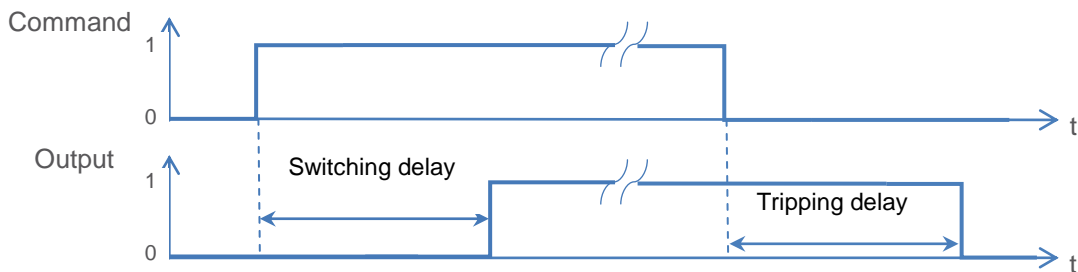 Command
1
0
t
Output
Switching delay
1
Tripping delay
0
t